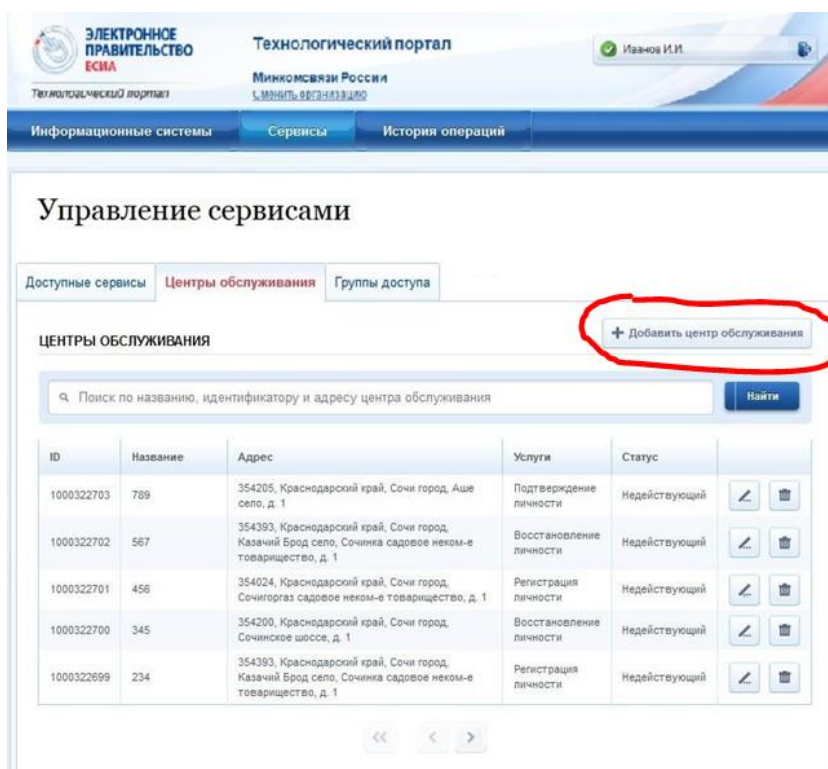 ЭЛЕКТРОННОЕ
ПРАВИТЕЛЬСТВО
ЕСИА
Технологический портал
Технологический портал
Минкомсвязи России
Сменить организацию
Иванов И.И.
Информационные системы Сервисы История операций
Управление сервисами
Доступные сервисы Центры обслуживания Группы доступа
ЦЕНТРЫ ОБСЛУЖИВАНИЯ
Добавить центр обслуживания
Поиск по названию, идентификатору и адресу центра обслуживания Найти
ID Название Адрес Услуги Статус
1000322703 789 354205, Краснодарский край, Сочи город, Аше
село, д. 1 Подтверждение
личности Недействующий
1000322702 567 354393, Краснодарский край, Сочи город,
Казачий Брод село, Сочинка садовое неком-е
товарищество, д. 1 Восстановление
личности Недействующий
1000322701 456 354024, Краснодарский край, Сочи город,
Сочигоргаз садовое неком-е товарищество, д. 1 Регистрация
личности Недействующий
1000322700 345 354200, Краснодарский край, Сочи город,
Сочинское шоссе, д. 1 Восстановление
личности Недействующий
1000322699 234 354393, Краснодарский край, Сочи город,
Казачий Брод село, Сочинка садовое неком-е
товарищество, д. 1 Регистрация
личности Недействующий